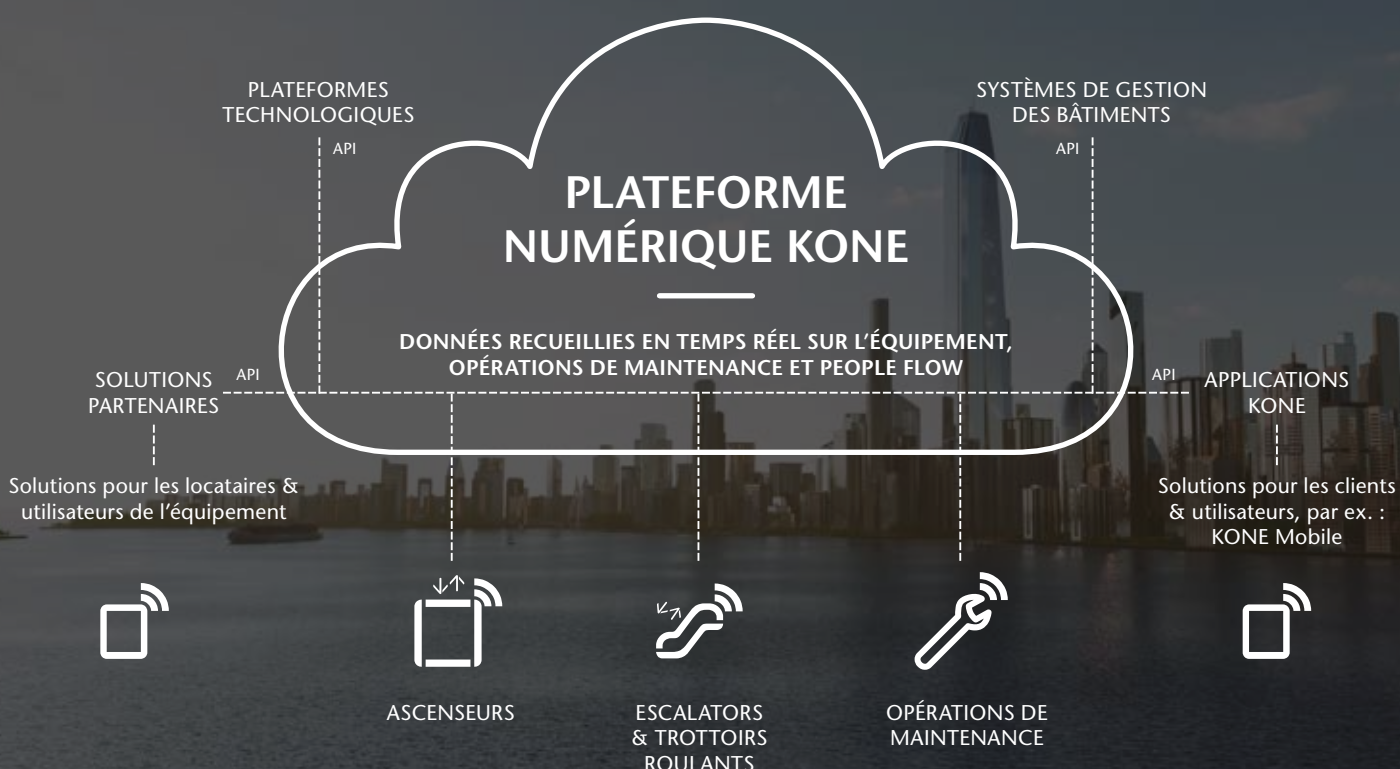 PLATEFORMES
TECHNOLOGIQUES
API
SYSTÈMES DE GESTION
DES BÂTIMENTS
API
PLATEFORME
NUMÉRIQUE KONE
DONNÉES RECUEILLIES EN TEMPS RÉEL SUR L’ÉQUIPEMENT,
OPÉRATIONS DE MAINTENANCE ET PEOPLE FLOW
SOLUTIONS
PARTENAIRES
API
API
APPLICATIONS
KONE
Solutions pour les locataires &
utilisateurs de l’équipement
Solutions pour les clients
& utilisateurs, par ex. :
KONE Mobile
ASCENSEURS
ESCALATORS
& TROTTOIRS
ROULANTS
OPÉRATIONS DE
MAINTENANCE